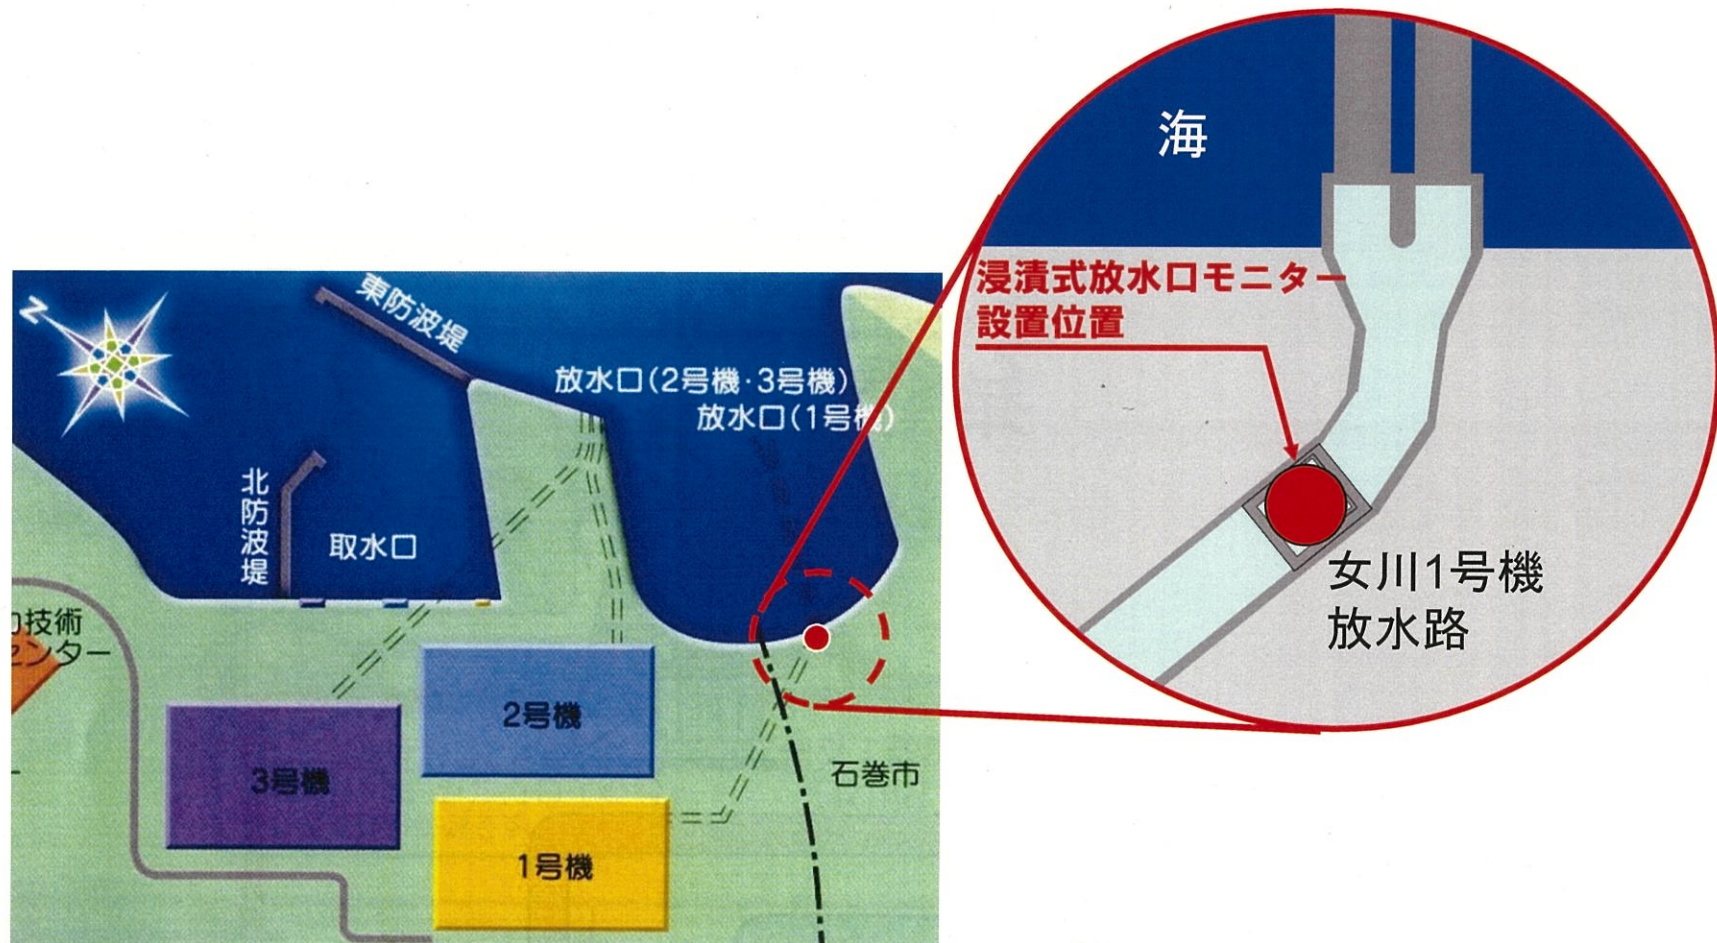 海
浸漬式放水口モニター
設置位置
女川1号機
放水路
N
東防波堤
放水口(2号機・3号機)
放水口(1号機)
北防波堤
取水口
技術
センター
2号機
3号機
1号機
石巻市